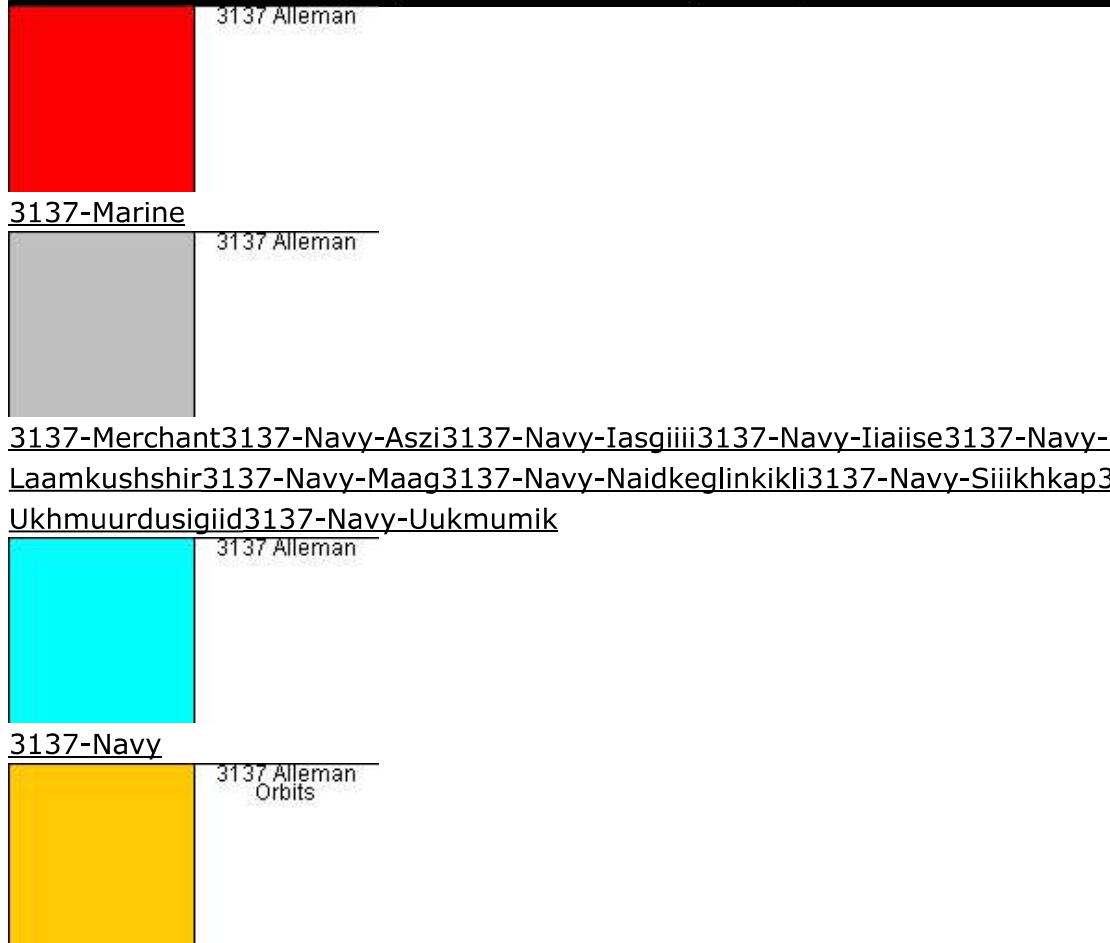 3137 Alleman
3137-Marine
3137 Alleman
3137-Merchant3137-Navy-Aszi3137-Navy-Iasgiiii3137-Navy-Iiaiise3137-Navy-
Laamkushshir3137-Navy-Maag3137-Navy-Naidkeglinkikli3137-Navy-Siiikhkap3
Ukhmuurdusigiid3137-Navy-Uukmumik
3137 Alleman
3137-Navy
3137 Alleman
Orbits